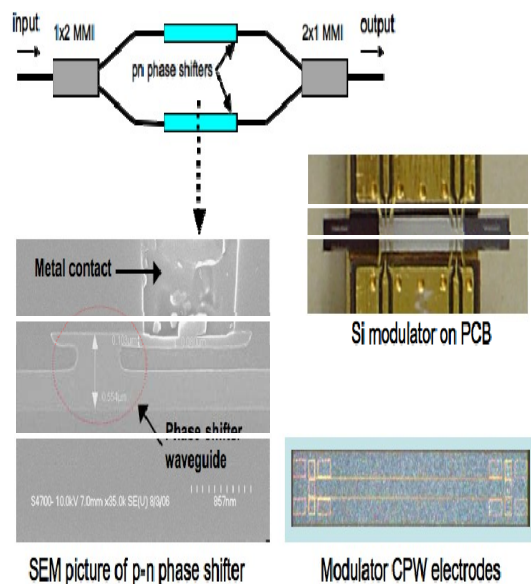 input
1x2 MMI
2x1 MMI
output
pn phase shifters
Metal contact
0.554µm
Phase shifter
waveguide
S4700- 10.0kV 7.0mm x35.0k SE(U) 8/3/06
857nm
SEM picture of p-n phase shifter
Si modulator on PCB
Modulator CPW electrodes